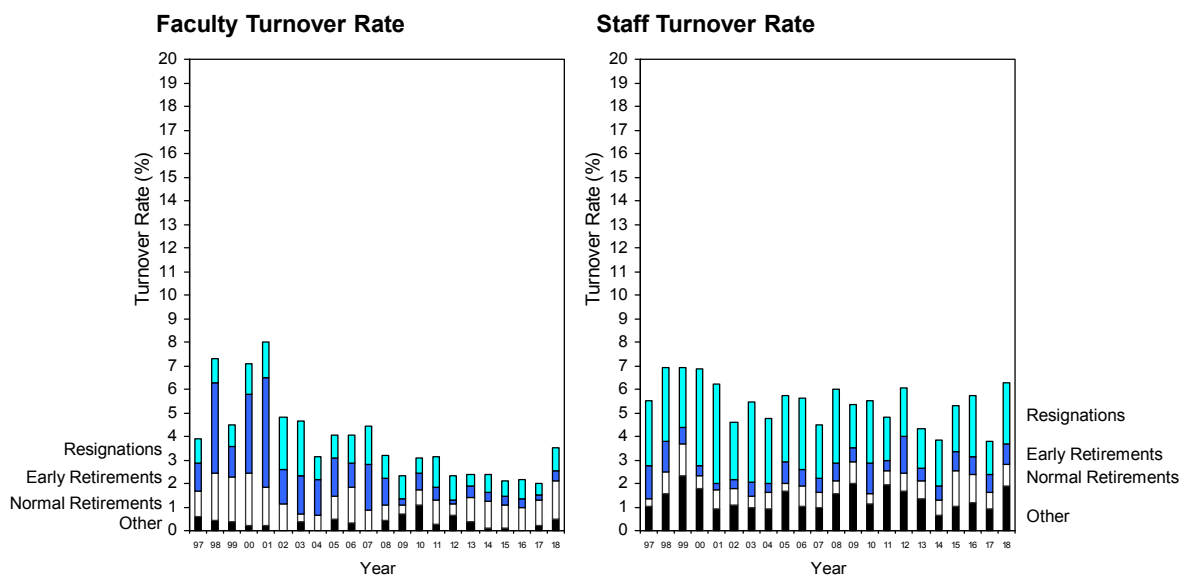 Faculty Turnover Rate
20
19
18
17
16
15
14
13
12
11
10
9
8
7
6
5
4
3
2
1
0
Turnover Rate (%)
Resignations
Early Retirements
Normal Retirements
Other
97 98 99 00 01 02 03 04 05 06 07 08 09 10 11 12 13 14 15 16 17 18
Year
Staff Turnover Rate
20
19
18
17
16
15
14
13
12
11
10
9
8
7
6
5
4
3
2
1
0
Turnover Rate (%)
97 98 99 00 01 02 03 04 05 06 07 08 09 10 11 12 13 14 15 16 17 18
Year
Resignations
Early Retirements
Normal Retirements
Other